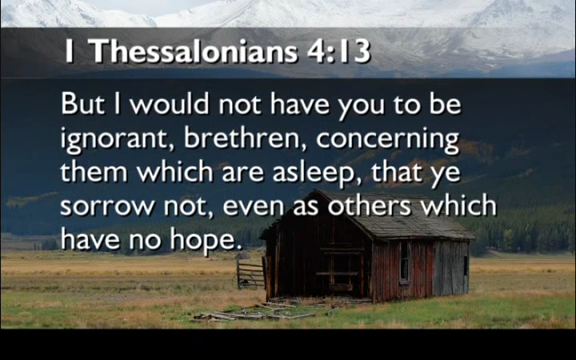 1 Thessalonians 4:13
But I would not have you to be
ignorant, brethren, concerning
them which are asleep, that ye
sorrow not, even as others which
have no hope.